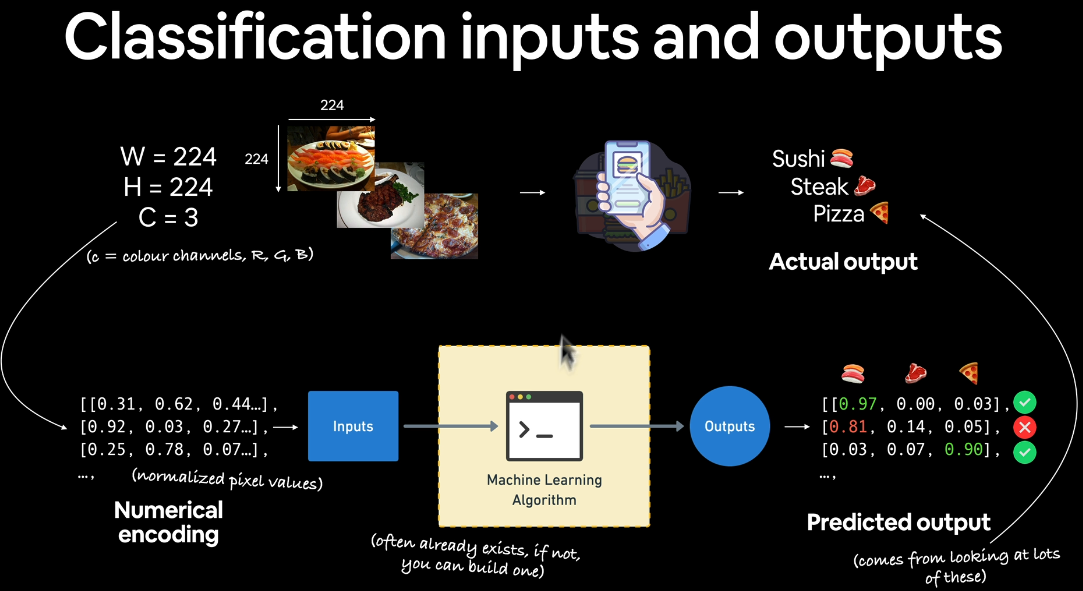 Classification inputs and outputs
224
W = 224
H = 224
C = 3
224
(c = colour channels, R, G, B)
Sushi 🍣
Steak 🥩
Pizza 🍕
Actual output
[[0.31, 0.62, 0.44…],
[0.92, 0.03, 0.27…],
[0.25, 0.78, 0.07…],
…,
(normalized pixel values)
Numerical
encoding
Inputs
Machine Learning
Algorithm
(often already exists, if not,
you can build one)
Outputs
🍣 🥩 🍕
[[0.97, 0.00, 0.03], ✅
[0.81, 0.14, 0.05], ❌
[0.03, 0.07, 0.90], ✅
…,
Predicted output
(comes from looking at lots
of these)